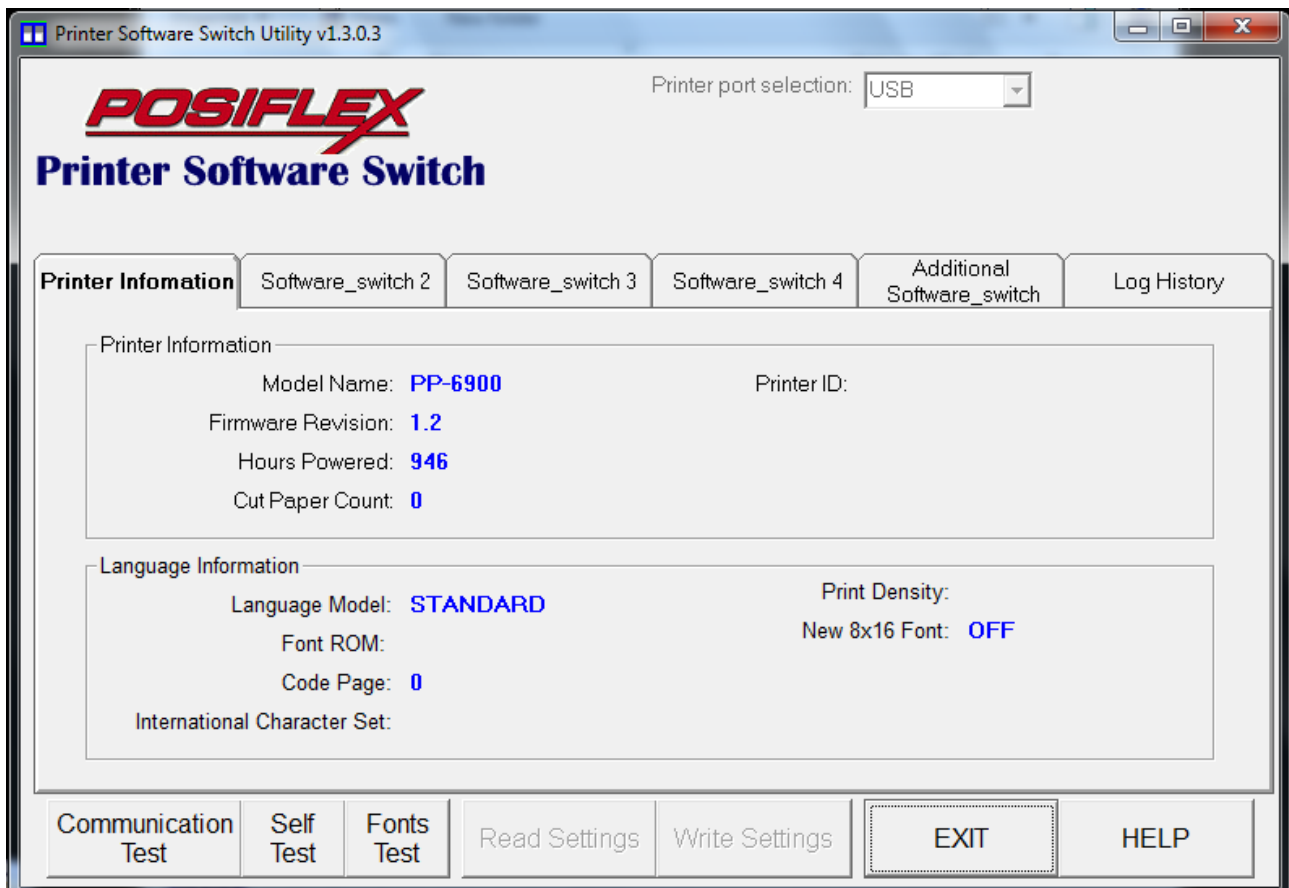 Printer Software Switch Utility v1.3.0.3
POSIFLEX
Printer Software Switch
Printer port selection: USB
Printer Infomation
Software_switch 2
Software_switch 3
Software_switch 4
Additional
Software_switch
Log History
Printer Information
Model Name: PP-6900
Printer ID:
Firmware Revision: 1.2
Hours Powered: 946
Cut Paper Count: 0
Language Information
Language Model: STANDARD
Print Density:
Font ROM:
New 8x16 Font: OFF
Code Page: 0
International Character Set:
Communication
Test
Self
Test
Fonts
Test
Read Settings
Write Settings
EXIT
HELP